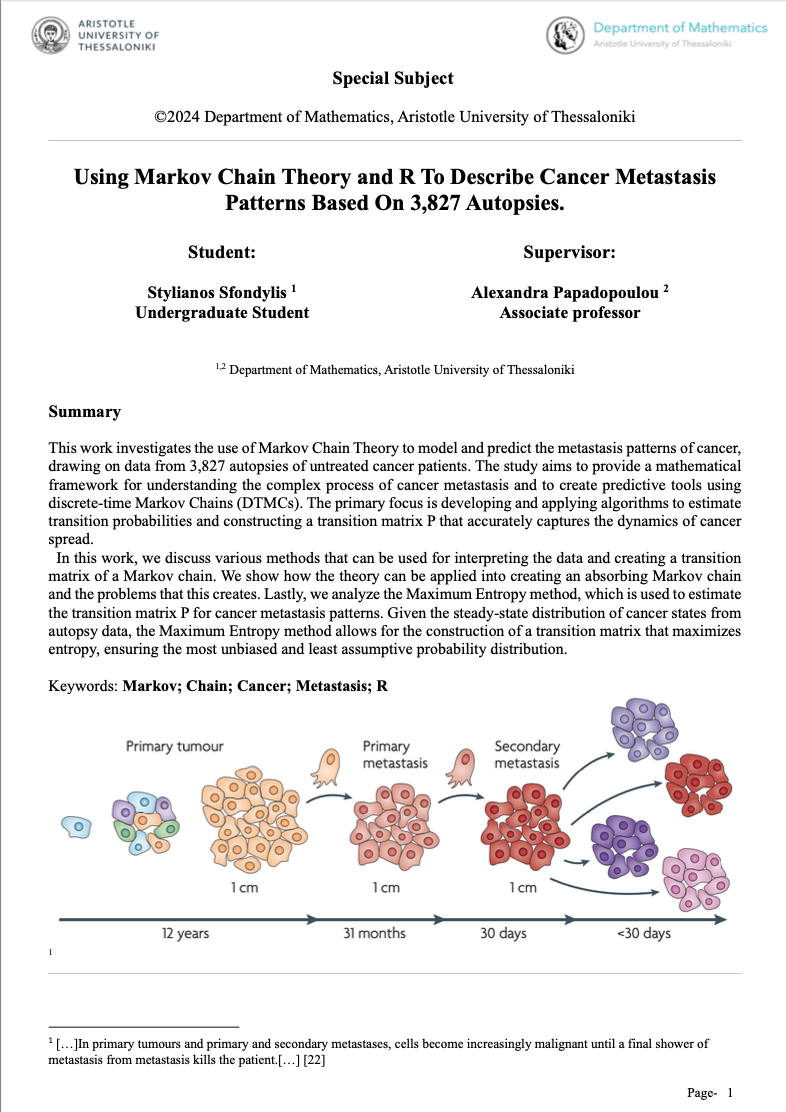 ARISTOTLE
UNIVERSITY OF
THESSALONIKI
Department of Mathematics
Aristotle University of Thessaloniki
Special Subject
©2024 Department of Mathematics, Aristotle University of Thessaloniki
Using Markov Chain Theory and R To Describe Cancer Metastasis
Patterns Based On 3,827 Autopsies.
Student:
Supervisor:
Stylianos Sfondylis 1
Undergraduate Student
Alexandra Papadopoulou 2
Associate professor
1,2 Department of Mathematics, Aristotle University of Thessaloniki
Summary
This work investigates the use of Markov Chain Theory to model and predict the metastasis patterns of cancer,
drawing on data from 3,827 autopsies of untreated cancer patients. The study aims to provide a mathematical
framework for understanding the complex process of cancer metastasis and to create predictive tools using
discrete-time Markov Chains (DTMCs). The primary focus is developing and applying algorithms to estimate
transition probabilities and constructing a transition matrix P that accurately captures the dynamics of cancer
spread.
In this work, we discuss various methods that can be used for interpreting the data and creating a transition
matrix of a Markov chain. We show how the theory can be applied into creating an absorbing Markov chain
and the problems that this creates. Lastly, we analyze the Maximum Entropy method, which is used to estimate
the transition matrix P for cancer metastasis patterns. Given the steady-state distribution of cancer states from
autopsy data, the Maximum Entropy method allows for the construction of a transition matrix that maximizes
entropy, ensuring the most unbiased and least assumptive probability distribution.
Keywords: Markov; Chain; Cancer; Metastasis; R
Primary tumour
Primary
metastasis
Secondary
metastasis
1 cm
1 cm
1 cm
12 years
31 months
30 days
<30 days
1
1 […]In primary tumours and primary and secondary metastases, cells become increasingly malignant until a final shower of
metastasis from metastasis kills the patient.[…] [22]
Page- 1